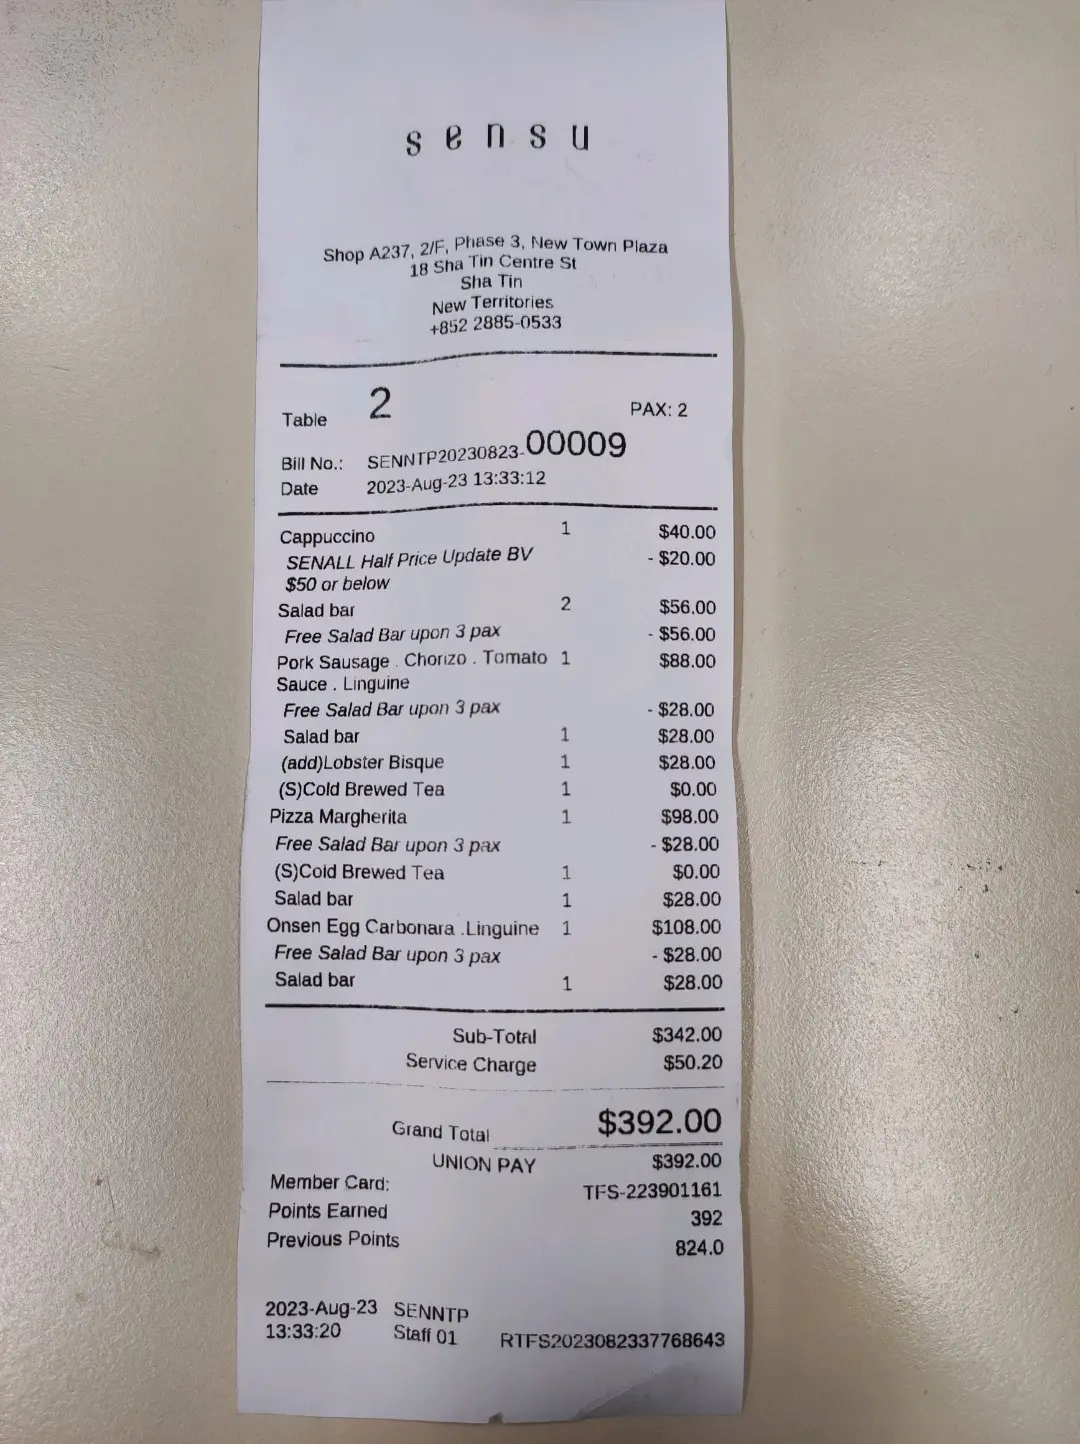 sensu
Shop A237, 2/F, Phase 3, New Town Plaza
18 Sha Tin Centre St
Sha Tin
New Territories
+852 2885-0533
Table 2 PAX: 2
Bill No.: SENNTP20230823-00009
Date 2023-Aug-23 13:33:12
Cappuccino 1 $40.00
SENALL Half Price Update BV - $20.00
$50 or below
Salad bar 2 $56.00
Free Salad Bar upon 3 pax - $56.00
Pork Sausage . Chorizo . Tomato 1 $88.00
Sauce . Linguine
Free Salad Bar upon 3 pax - $28.00
Salad bar 1 $28.00
(add)Lobster Bisque 1 $28.00
(S)Cold Brewed Tea 1 $0.00
Pizza Margherita 1 $98.00
Free Salad Bar upon 3 pax - $28.00
(S)Cold Brewed Tea 1 $0.00
Salad bar 1 $28.00
Onsen Egg Carbonara .Linguine 1 $108.00
Free Salad Bar upon 3 pax - $28.00
Salad bar 1 $28.00
Sub-Total $342.00
Service Charge $50.20
Grand Total $392.00
UNION PAY $392.00
Member Card: TFS-223901161
Points Earned 392
Previous Points 824.0
2023-Aug-23 SENNTP
13:33:20 Staff 01 RTFS2023082337768643